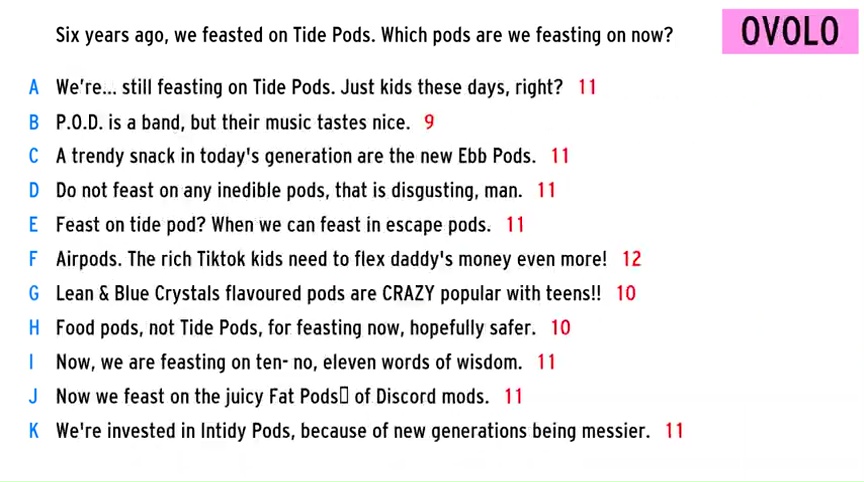 Six years ago, we feasted on Tide Pods. Which pods are we feasting on now?
OVOLO
A We're... still feasting on Tide Pods. Just kids these days, right? 11
B P.O.D. is a band, but their music tastes nice. 9
C A trendy snack in today's generation are the new Ebb Pods. 11
D Do not feast on any inedible pods, that is disgusting, man. 11
E Feast on tide pod? When we can feast in escape pods. 11
F Airpods. The rich Tiktok kids need to flex daddy's money even more! 12
G Lean & Blue Crystals flavoured pods are CRAZY popular with teens!! 10
H Food pods, not Tide Pods, for feasting now, hopefully safer. 10
I Now, we are feasting on ten- no, eleven words of wisdom. 11
J Now we feast on the juicy Fat Pods▯ of Discord mods. 11
K We're invested in Intidy Pods, because of new generations being messier. 11